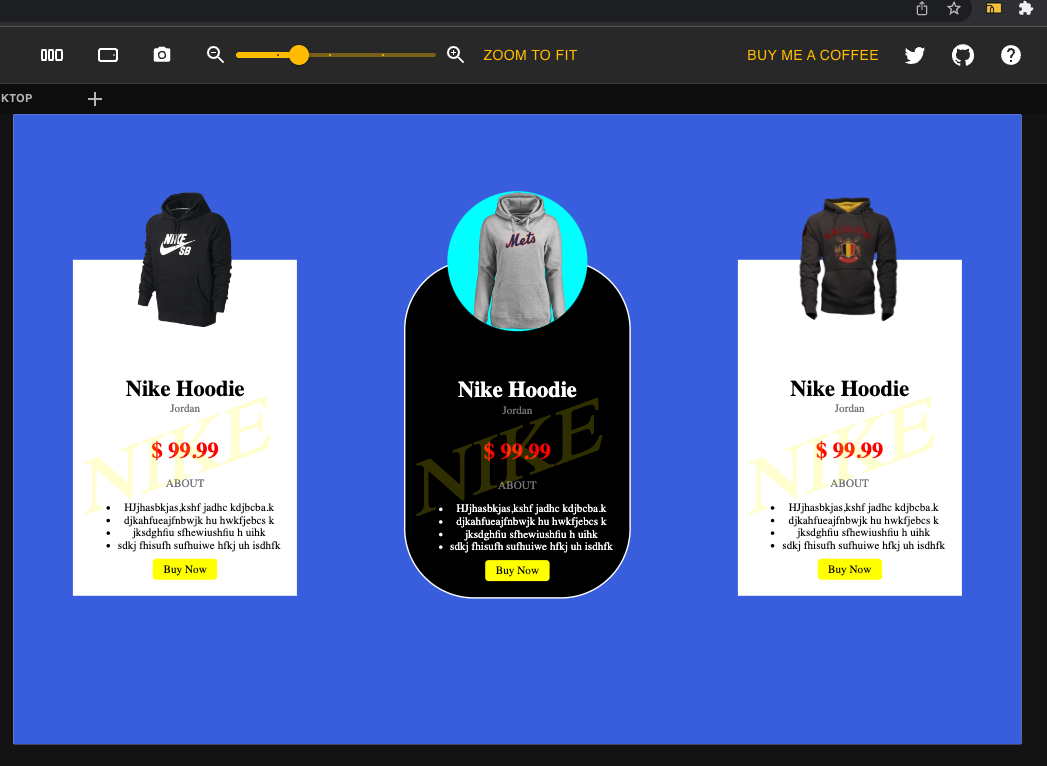 ZOOM TO FIT
BUY ME A COFFEE
KTOP
NIKE
SB
Nike Hoodie
Jordan
NIKE
$ 99.99
ABOUT
HJjhasbkjas,kshf jadhc kdjbcba.k
djkahfueajfnbwjk hu hwkfjebcs k
jksdghfiu sfhewiushfiu h uihk
sdkj fhisufh sufhuiwe hfkj uh isdhfk
Buy Now
Mets
Nike Hoodie
Jordan
NIKE
$ 99.99
ABOUT
HJjhasbkjas,kshf jadhc kdjbcba.k
djkahfueajfnbwjk hu hwkfjebcs k
jksdghfiu sfhewiushfiu h uihk
sdkj fhisufh sufhuiwe hfkj uh isdhfk
Buy Now
Nike Hoodie
Jordan
NIKE
$ 99.99
ABOUT
HJjhasbkjas,kshf jadhc kdjbcba.k
djkahfueajfnbwjk hu hwkfjebcs k
jksdghfiu sfhewiushfiu h uihk
sdkj fhisufh sufhuiwe hfkj uh isdhfk
Buy Now